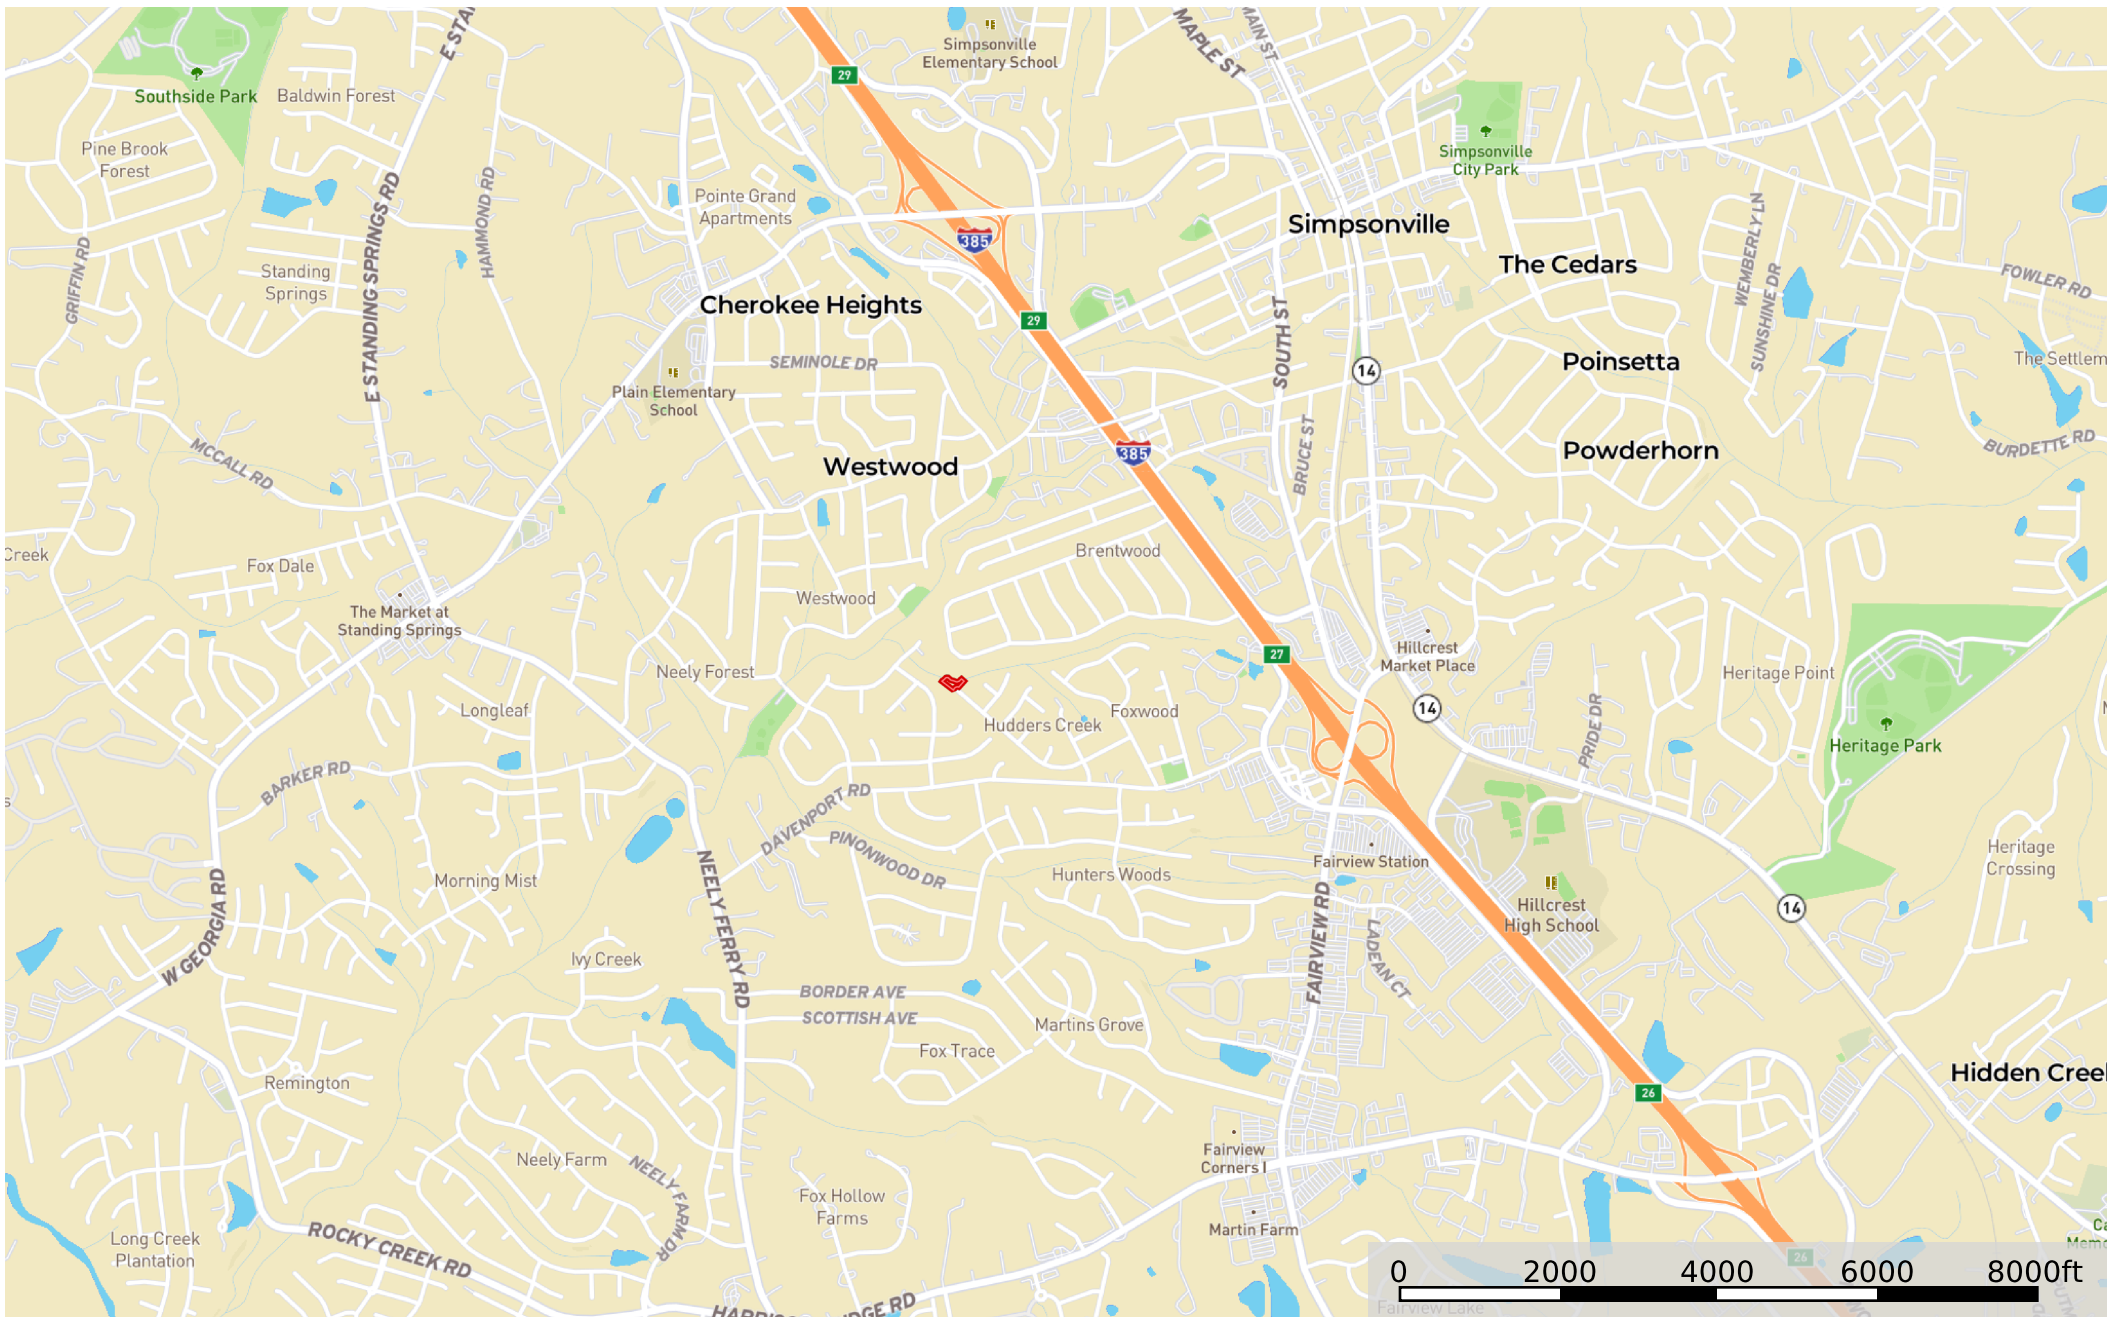 E STA
MAPLE ST
MAIN ST
Simpsonville
Elementary School
29
Southside Park
Baldwin Forest
Pine Brook
Forest
Simpsonville
City Park
HAMMOND RD
E STANDING SPRINGS RD
Pointe Grand
Apartments
385
Simpsonville
The Cedars
WEMBERLY LN
SUNSHINE DR
FOWLER RD
GRIFFIN RD
Standing
Springs
Cherokee Heights
29
SOUTH ST
SEMINOLE DR
14
Poinsetta
The Settlem
Plain Elementary
School
MCCALL RD
Westwood
385
BRUCE ST
Powderhorn
BURDETTE RD
Creek
Fox Dale
Brentwood
The Market at
Standing Springs
Westwood
27
Hillcrest
Market Place
Neely Forest
Heritage Point
Longleaf
Hudders Creek
Foxwood
14
PRIDE DR
Heritage Park
BARKER RD
DAVENPORT RD
PINONWOOD DR
Fairview Station
Heritage
Crossing
Morning Mist
NEELY FERRY RD
Hunters Woods
FAIRVIEW RD
LADEAN CT
Hillcrest
High School
14
W GEORGIA RD
Ivy Creek
BORDER AVE
SCOTTISH AVE
Martins Grove
Fox Trace
Remington
Hidden Creek
26
Neely Farm
NEELY FARM DR
Fairview
Corners I
Fox Hollow
Farms
Martin Farm
Long Creek
Plantation
ROCKY CREEK RD
26
Ca
Memo
0 2000 4000 6000 8000ft
Fairview Lake